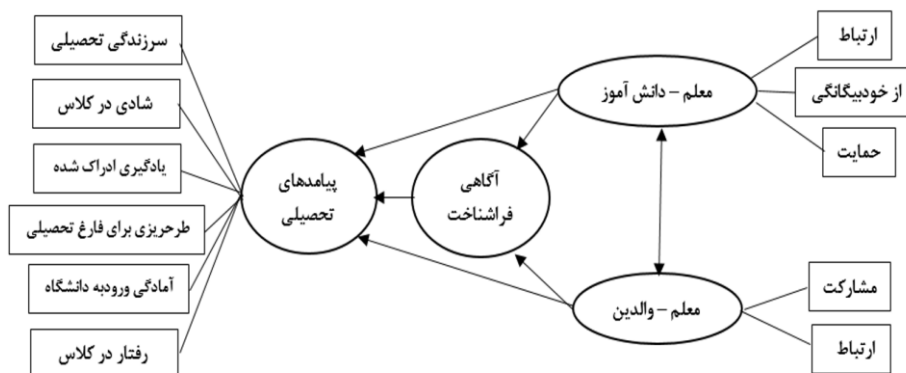 ارتباط
از خودبیگانگی
حمایت
معلم – دانش آموز
مشارکت
ارتباط
معلم – والدین
آگاهی
فراشناخت
پیامدهای
تحصیلی
سرزندگی تحصیلی
شادی در کلاس
یادگیری ادراک شده
طرحریزی برای فارغ تحصیلی
آمادگی ورودبه دانشگاه
رفتار در کلاس